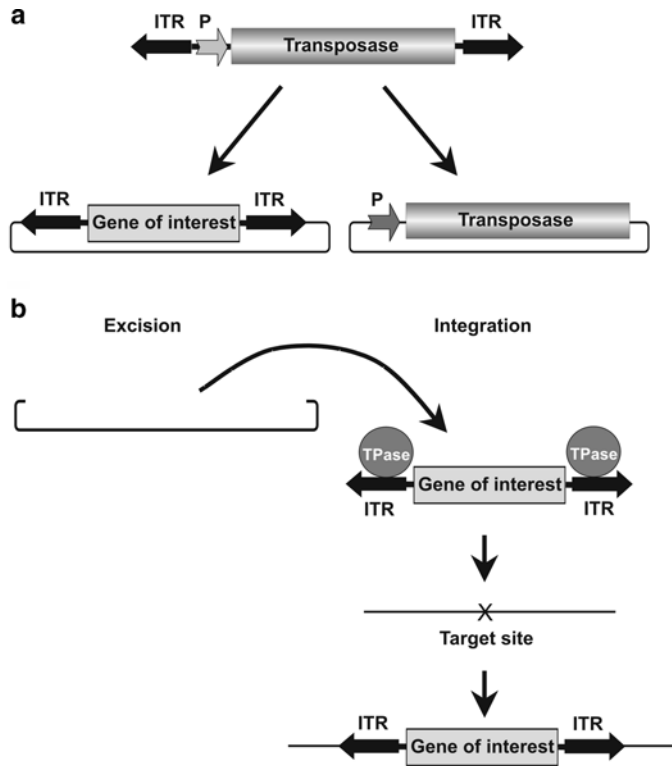 a
ITR P Transposase ITR
ITR Gene of interest ITR
P Transposase
b
Excision Integration
TPase TPase
Gene of interest
ITR ITR
X
Target site
ITR ITR
Gene of interest